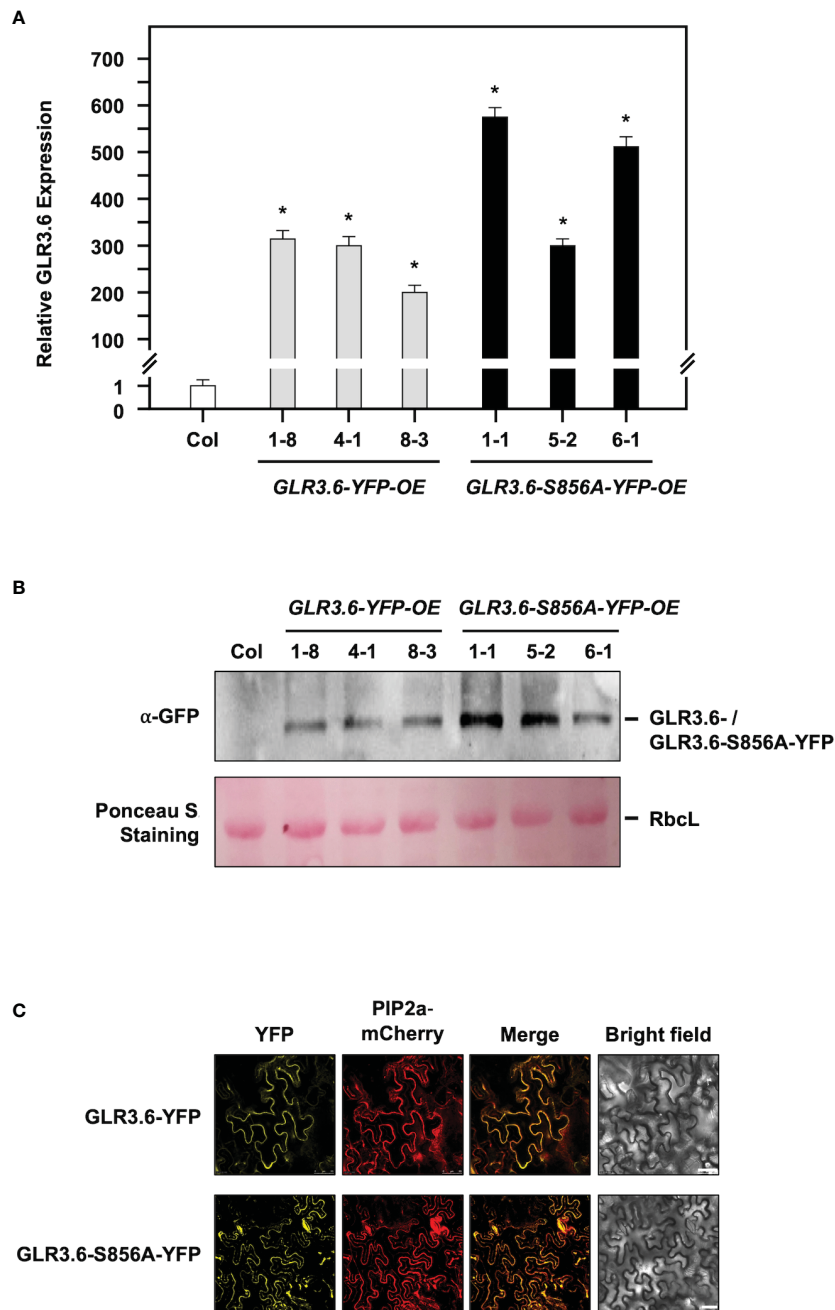 A
Relative GLR3.6 Expression
700
600
500
400
300
200
100
1
0
*
*
*
*
*
*
Col
1-8
4-1
8-3
1-1
5-2
6-1
GLR3.6-YFP-OE
GLR3.6-S856A-YFP-OE
B
GLR3.6-YFP-OE
GLR3.6-S856A-YFP-OE
Col
1-8
4-1
8-3
1-1
5-2
6-1
α-GFP
GLR3.6- /
GLR3.6-S856A-YFP
Ponceau S
Staining
RbcL
C
YFP
PIP2a-
mCherry
Merge
Bright field
GLR3.6-YFP
GLR3.6-S856A-YFP